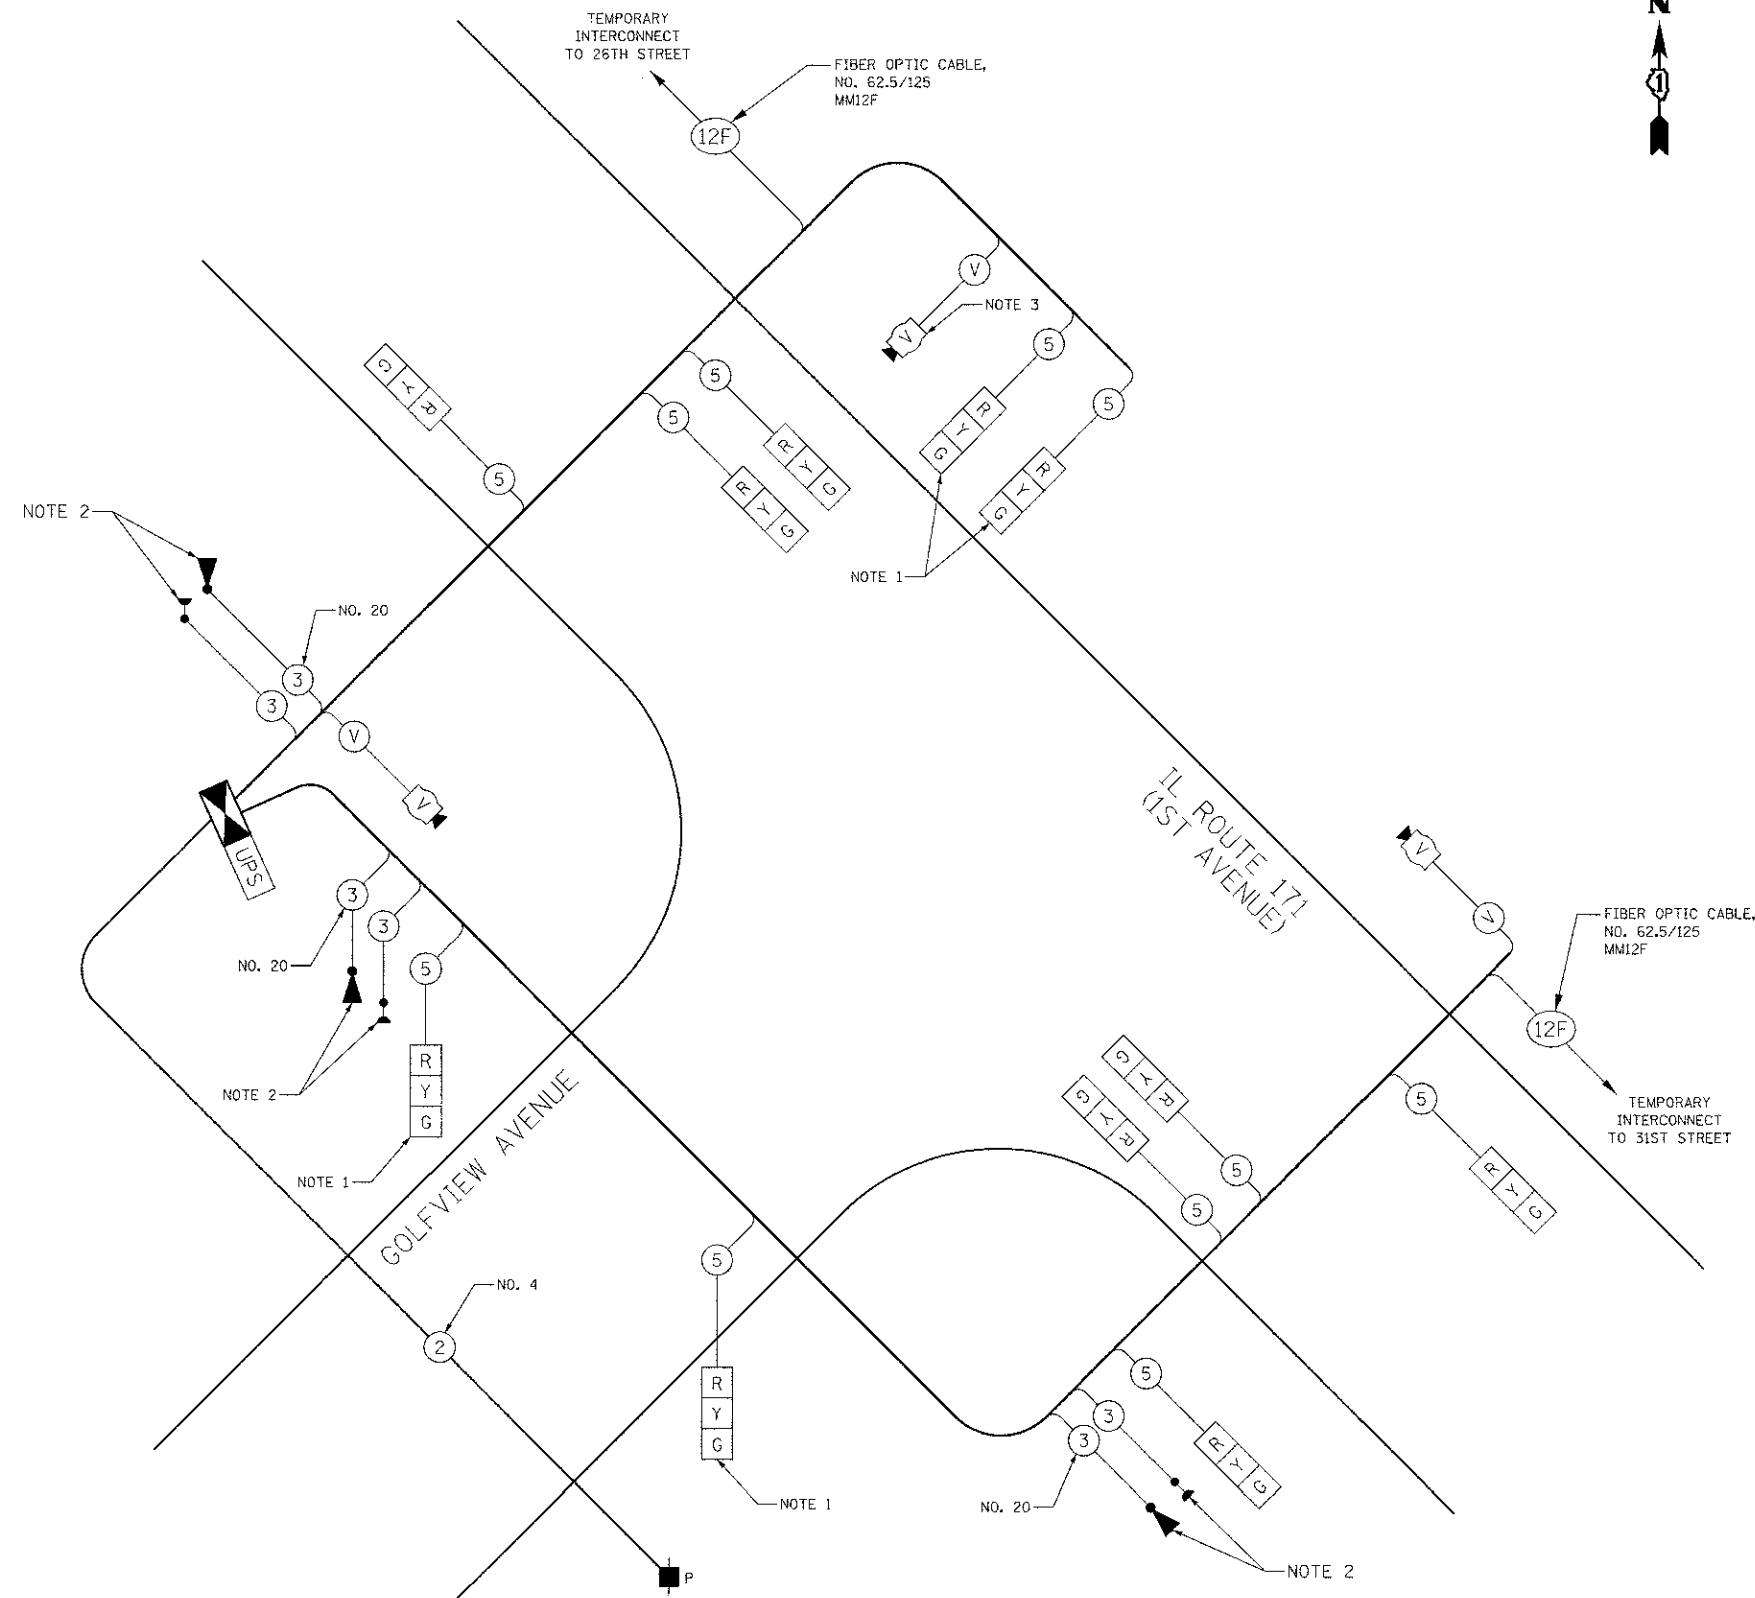 N
1
TEMPORARY
INTERCONNECT
TO 26TH STREET
FIBER OPTIC CABLE,
NO. 62.5/125
MM12F
12F
V
V
NOTE 3
5
R Y G
5
R Y G
NOTE 1
5
R Y G
5
R Y G
G Y R
5
NOTE 2
NO. 20
3
3
V
V
UPS
3
NO. 20
3
5
R
Y
G
NOTE 2
NOTE 1
GOLFVIEW AVENUE
IL ROUTE 171
(1ST AVENUE)
V
V
FIBER OPTIC CABLE,
NO. 62.5/125
MM12F
12F
TEMPORARY
INTERCONNECT
TO 31ST STREET
G Y R
5
G Y R
5
5
R Y G
NO. 4
2
5
R
Y
G
NOTE 1
5
R Y G
3
3
NO. 20
NOTE 2
P